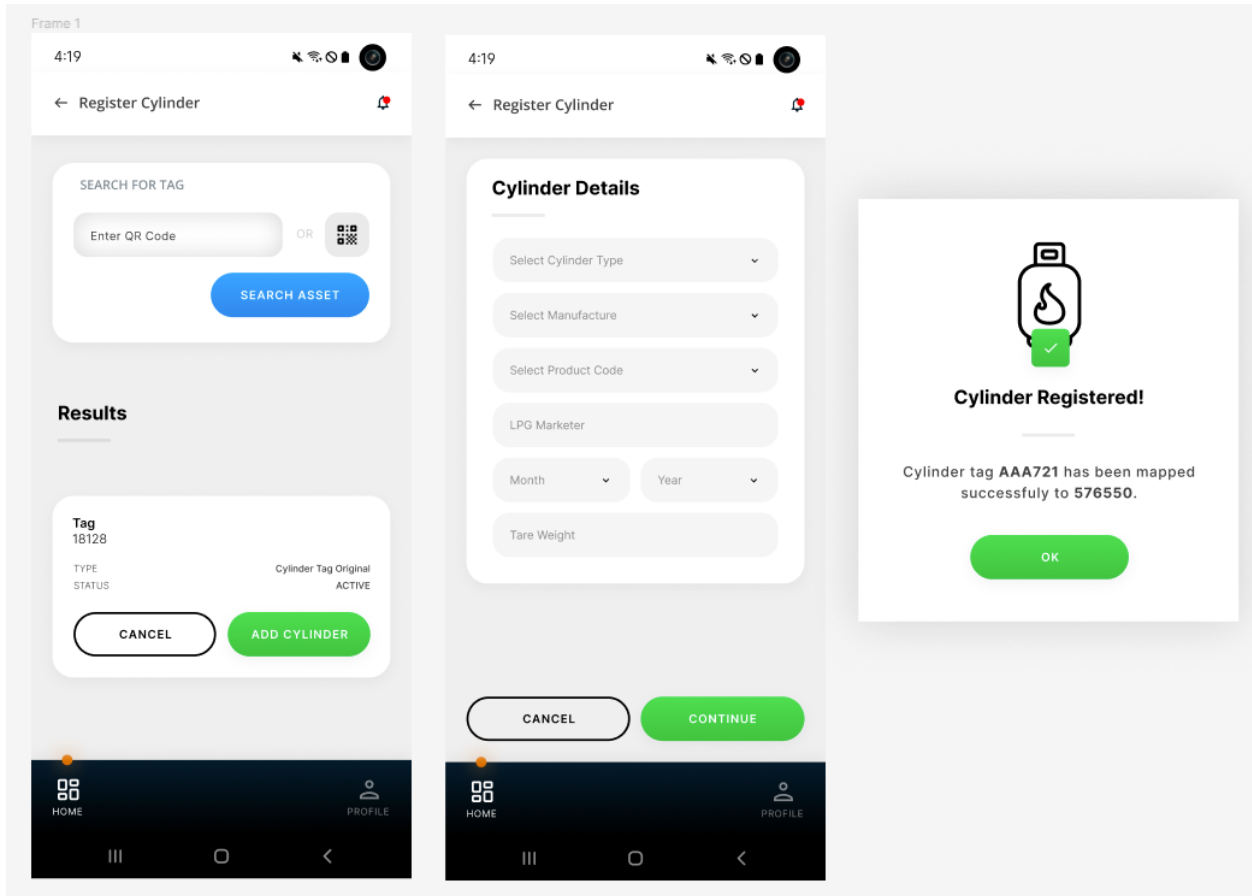 Frame 1
4:19
Register Cylinder
SEARCH FOR TAG
Enter QR Code
OR
SEARCH ASSET
Results
Tag
18128
TYPE Cylinder Tag Original
STATUS ACTIVE
CANCEL ADD CYLINDER
HOME PROFILE
4:19
Register Cylinder
Cylinder Details
Select Cylinder Type
Select Manufacture
Select Product Code
LPG Marketer
Month Year
Tare Weight
CANCEL CONTINUE
HOME PROFILE
Cylinder Registered!
Cylinder tag AAA721 has been mapped
successfuly to 576550.
OK